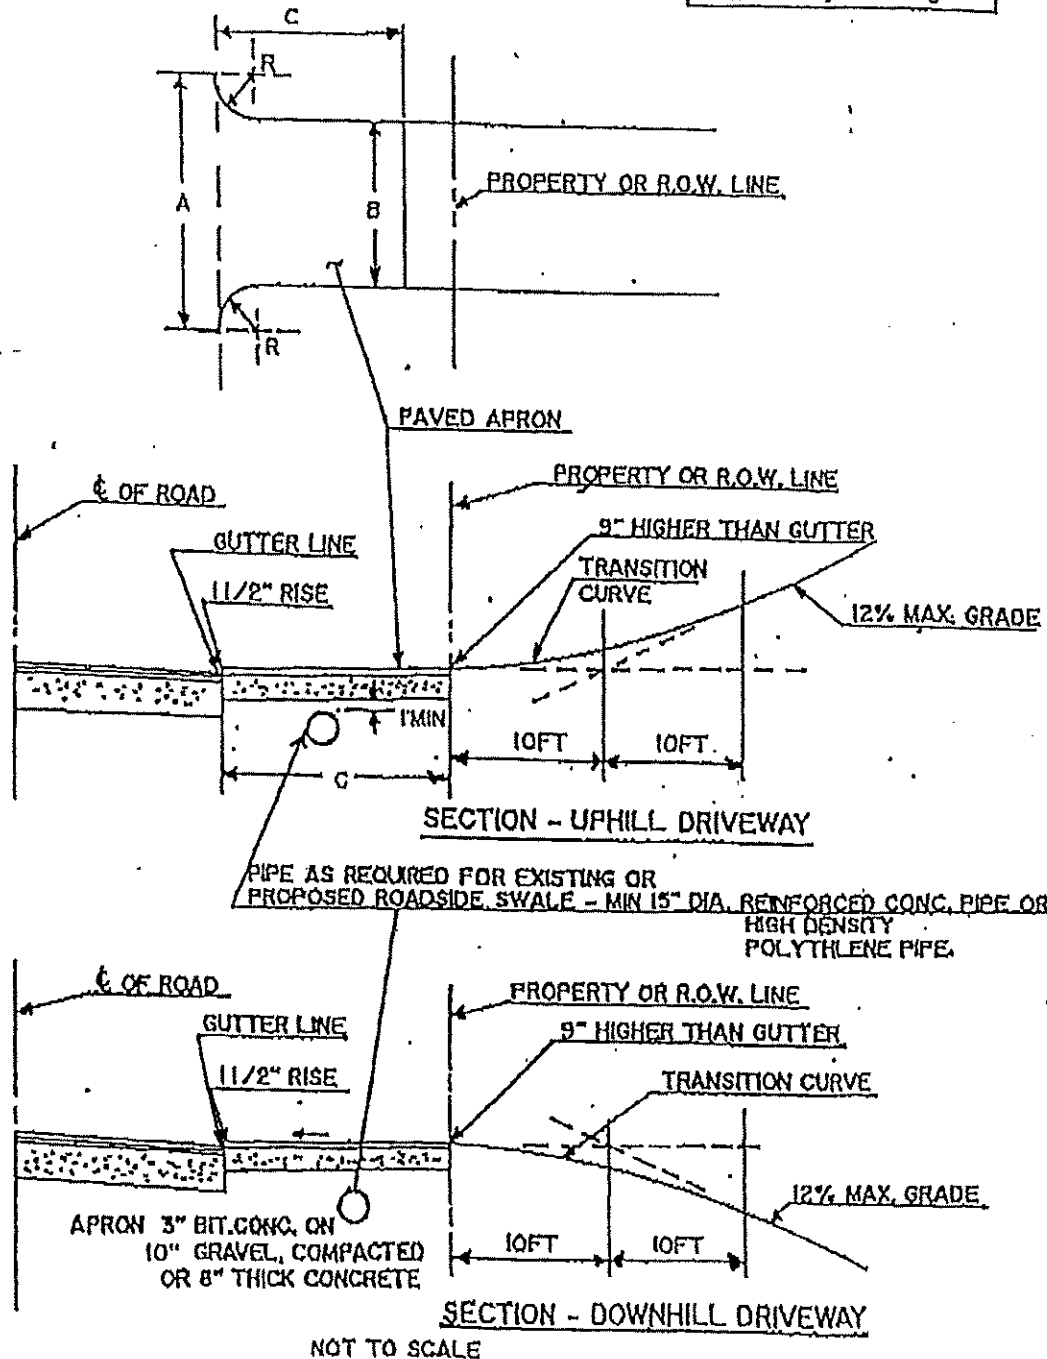 C
R
A
B
PROPERTY OR R.O.W. LINE
R
PAVED APRON
℄ OF ROAD
PROPERTY OR R.O.W. LINE
GUTTER LINE
9" HIGHER THAN GUTTER
11/2" RISE
TRANSITION
CURVE
12% MAX. GRADE
1'MIN
10FT
10FT
C
SECTION - UPHILL DRIVEWAY
PIPE AS REQUIRED FOR EXISTING OR
PROPOSED ROADSIDE SWALE - MIN 15" DIA. REINFORCED CONC. PIPE OR
HIGH DENSITY
POLYTHLENE PIPE.
℄ OF ROAD
PROPERTY OR R.O.W. LINE
GUTTER LINE
9" HIGHER THAN GUTTER
11/2" RISE
TRANSITION CURVE
12% MAX. GRADE
APRON 3" BIT.CONC. ON
10" GRAVEL, COMPACTED
OR 8" THICK CONCRETE
10FT
10FT
SECTION - DOWNHILL DRIVEWAY
NOT TO SCALE